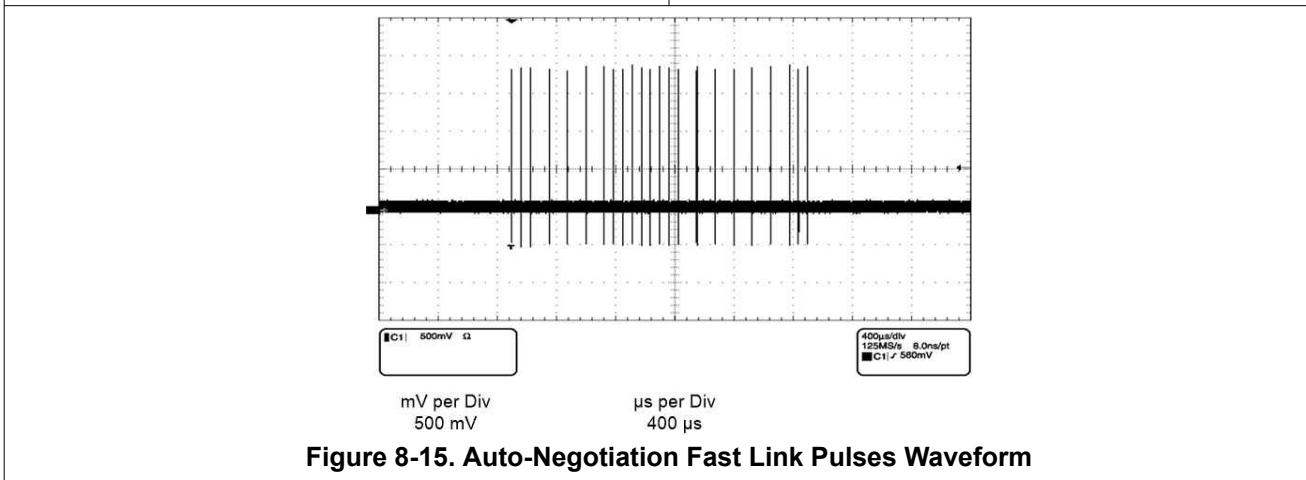 C1 500mV Ω
400µs/div
125MS/s 8.0ns/pt
C1 560mV
mV per Div
500 mV
µs per Div
400 µs
Figure 8-15. Auto-Negotiation Fast Link Pulses Waveform